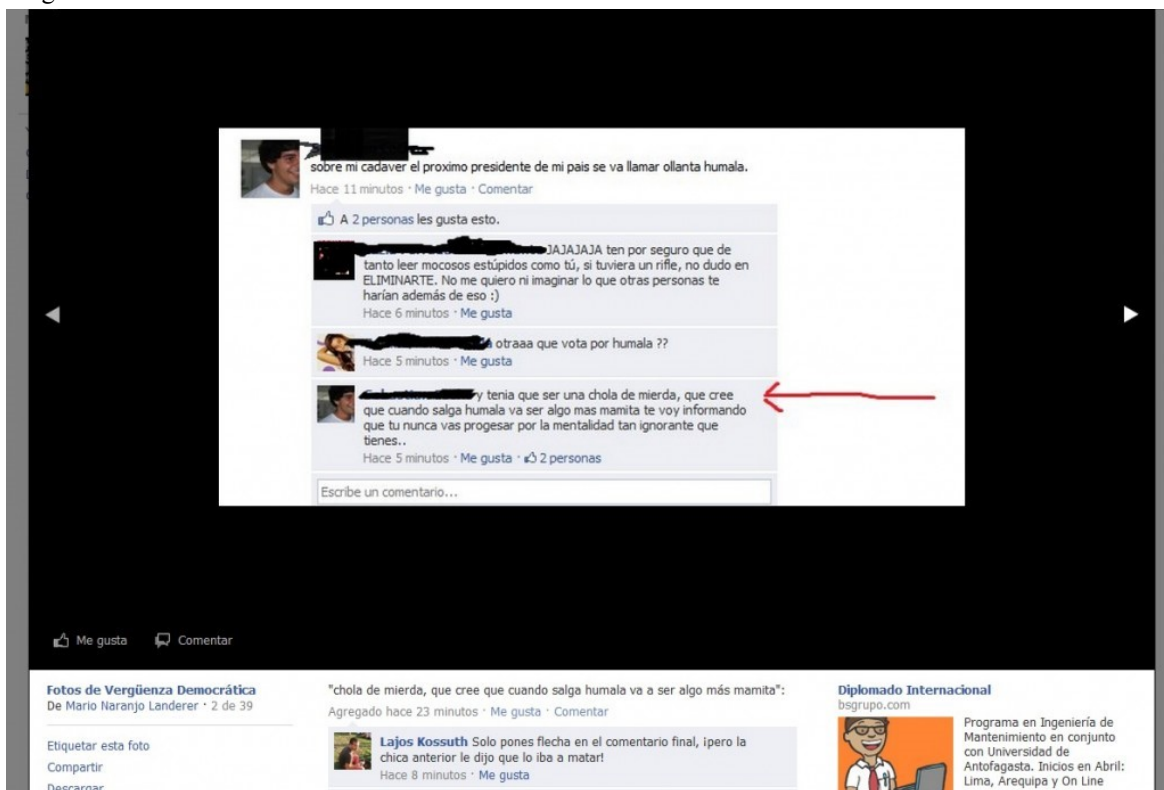 sobre mi cadaver el proximo presidente de mi pais se va llamar ollanta humala.
Hace 11 minutos · Me gusta · Comentar
A 2 personas les gusta esto.
JAJAJAJA ten por seguro que de
tanto leer mocosos estúpidos como tú, si tuviera un rifle, no dudo en
ELIMINARTE. No me quiero ni imaginar lo que otras personas te
harían además de eso :)
Hace 6 minutos · Me gusta
otraaa que vota por humala ??
Hace 5 minutos · Me gusta
y tenia que ser una chola de mierda, que cree
que cuando salga humala va ser algo mas mamita te voy informando
que tu nunca vas progesar por la mentalidad tan ignorante que
tienes..
Hace 5 minutos · Me gusta · 2 personas
Escribe un comentario...
Me gusta Comentar
Fotos de Vergüenza Democrática
De Mario Naranjo Landerer · 2 de 39
Etiquetar esta foto
Compartir
Descargar
"chola de mierda, que cree que cuando salga humala va a ser algo más mamita":
Agregado hace 23 minutos · Me gusta · Comentar
Lajos Kossuth Solo pones flecha en el comentario final, ¡pero la
chica anterior le dijo que lo iba a matar!
Hace 8 minutos · Me gusta
Diplomado Internacional
bsgrupo.com
Programa en Ingeniería de
Mantenimiento en conjunto
con Universidad de
Antofagasta. Inicios en Abril:
Lima, Arequipa y On Line